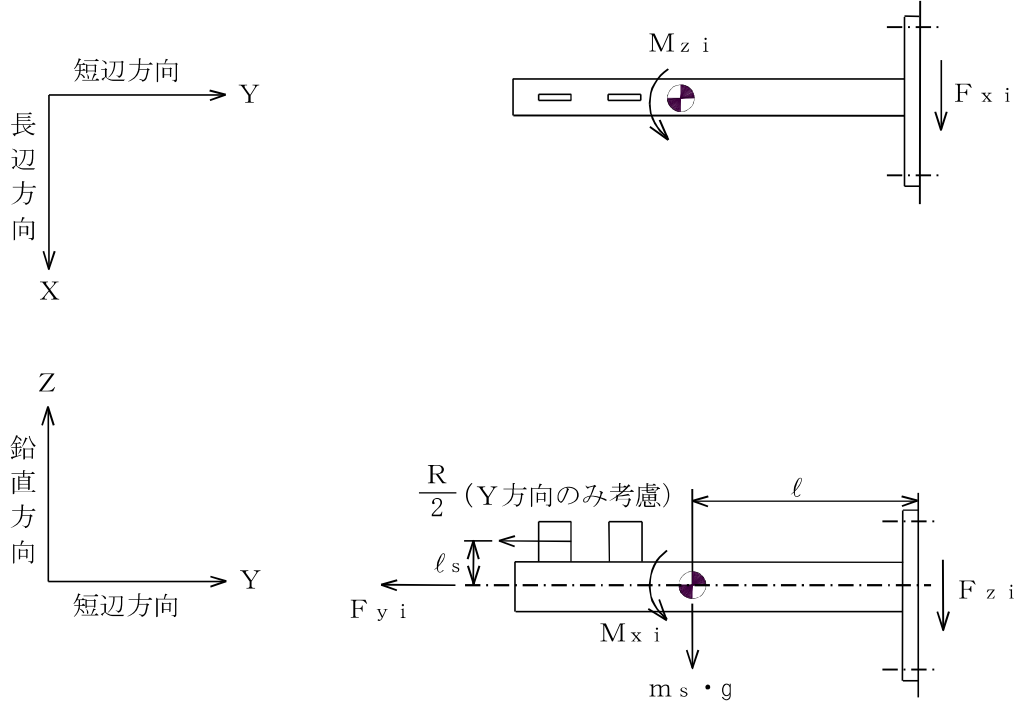 短辺方向
Y
長辺方向
X
Mzi
Fxi
Z
鉛直方向
Y
短辺方向
R/2 (Y方向のみ考慮)
ℓ
ℓs
Fyi
Mxi
Fzi
ms・g